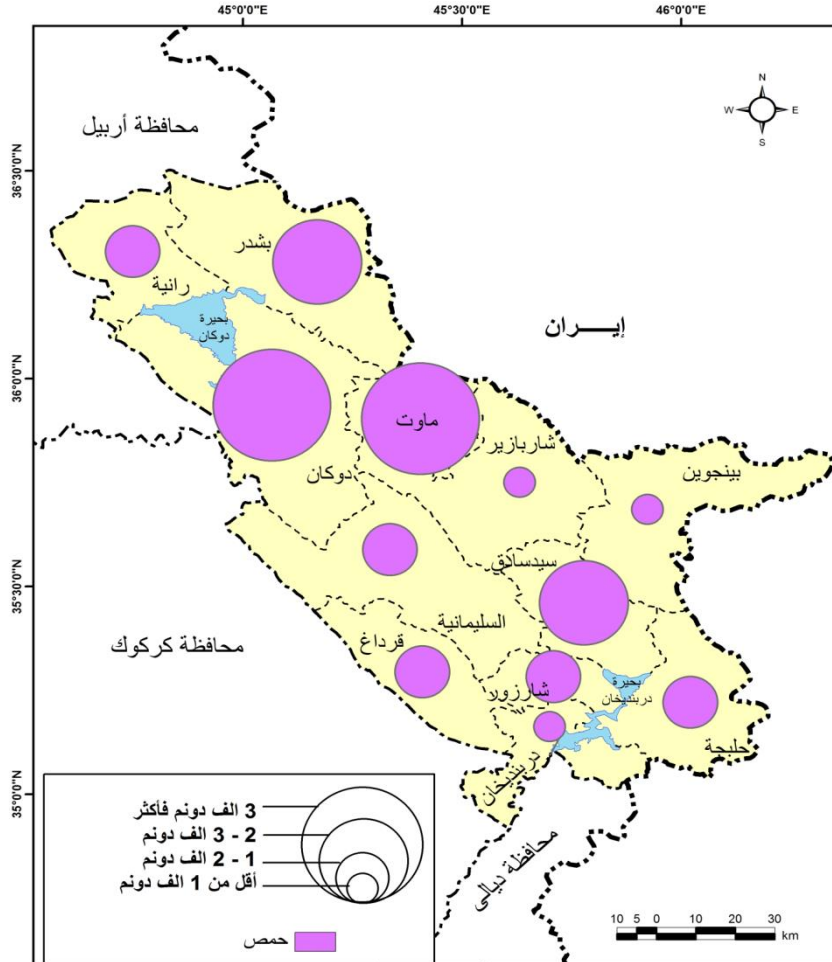 45°0'0"E
45°30'0"E
46°0'0"E
36°30'0"N
36°0'0"N
35°30'0"N
35°0'0"N
N
W
E
S
محافظة أربيل
بشدر
رانية
بحيرة
دوكان
إيـــران
ماوت
شاربازير
بينجوين
دوكان
سيدسادق
السليمانية
محافظة كركوك
قرداغ
شارزور
بحيرة
دربنديخان
حلبجة
دربنديخان
محافظة ديالى
3 الف دونم فأكثر
2 - 3 الف دونم
1 - 2 الف دونم
أقل من 1 الف دونم
حمص
10 5 0 10 20 30
km